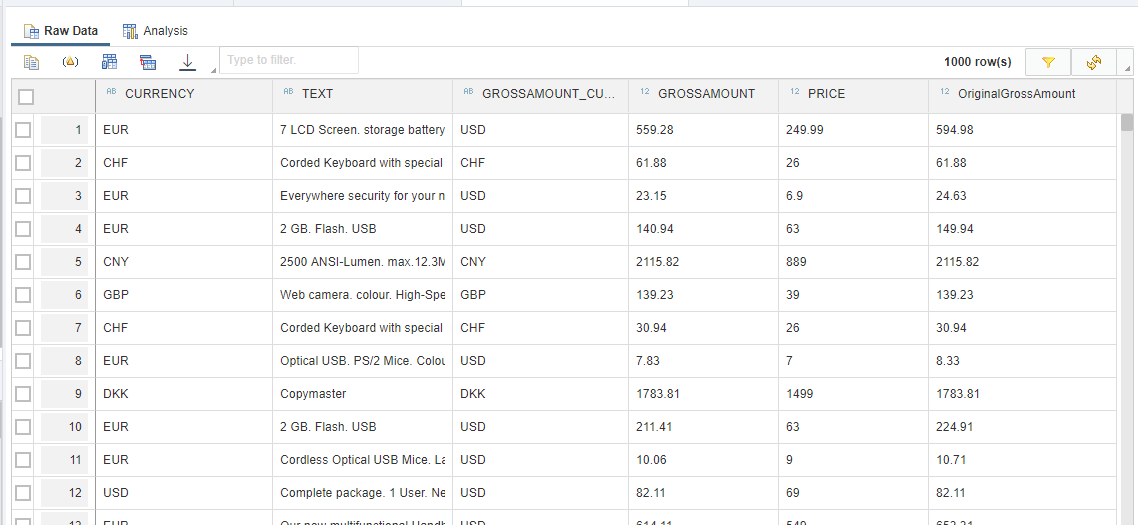 Raw Data Analysis
Type to filter. 1000 row(s)
AB CURRENCY AB TEXT AB GROSSAMOUNT_CU... 12 GROSSAMOUNT 12 PRICE 12 OriginalGrossAmount
1 EUR 7 LCD Screen. storage battery USD 559.28 249.99 594.98
2 CHF Corded Keyboard with special CHF 61.88 26 61.88
3 EUR Everywhere security for your n USD 23.15 6.9 24.63
4 EUR 2 GB. Flash. USB USD 140.94 63 149.94
5 CNY 2500 ANSI-Lumen. max.12.3M CNY 2115.82 889 2115.82
6 GBP Web camera. colour. High-Spe GBP 139.23 39 139.23
7 CHF Corded Keyboard with special CHF 30.94 26 30.94
8 EUR Optical USB. PS/2 Mice. Colou USD 7.83 7 8.33
9 DKK Copymaster DKK 1783.81 1499 1783.81
10 EUR 2 GB. Flash. USB USD 211.41 63 224.91
11 EUR Cordless Optical USB Mice. La USD 10.06 9 10.71
12 USD Complete package. 1 User. Ne USD 82.11 69 82.11
13 EUR Our new multifunctional Handh USD 614.11 549